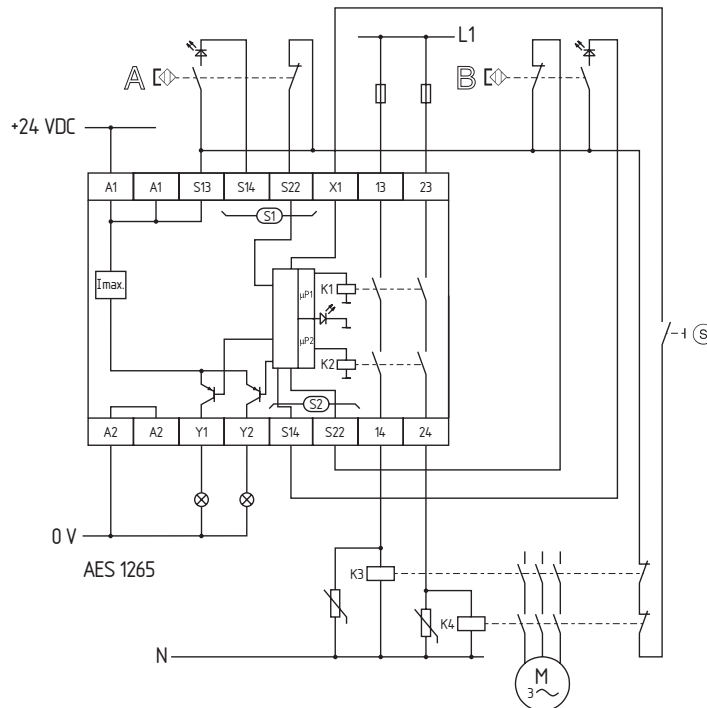 L1
A
B
+24 VDC
A1
A1
S13
S14
S22
X1
13
23
S1
Imax.
µP1
K1
S
µP2
K2
S2
A2
A2
Y1
Y2
S14
S22
14
24
0 V
AES 1265
K3
K4
N
M
3